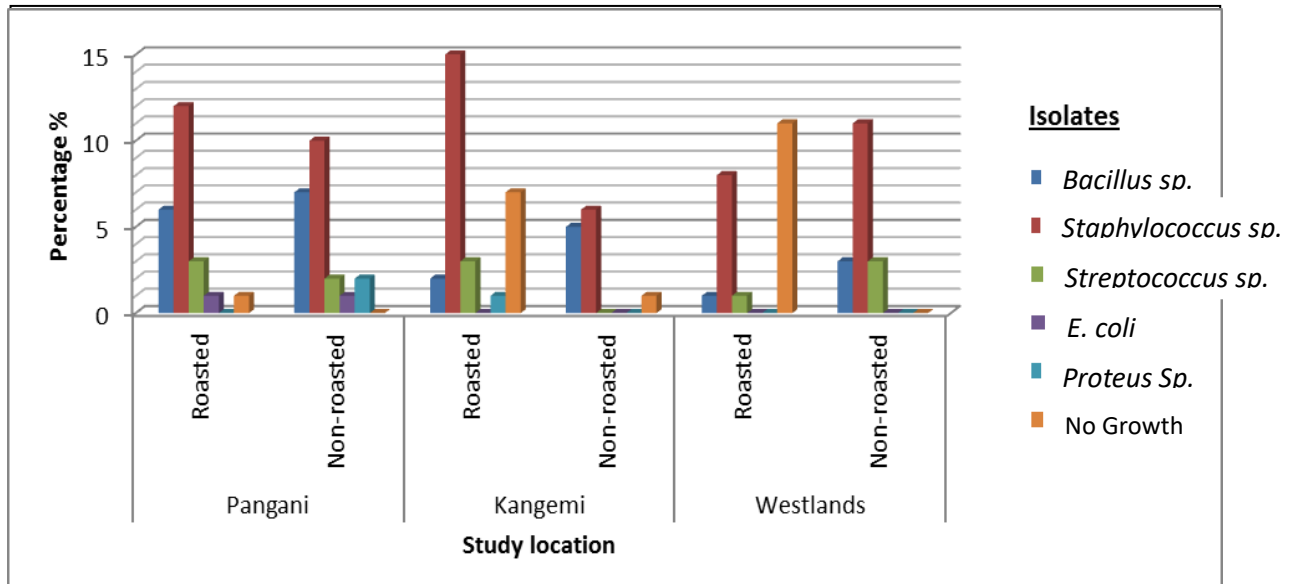 15
10
5
0
Percentage %
Roasted
Non-roasted
Roasted
Non-roasted
Roasted
Non-roasted
Pangani
Kangemi
Westlands
Study location
Isolates
Bacillus sp.
Staphylococcus sp.
Streptococcus sp.
E. coli
Proteus Sp.
No Growth